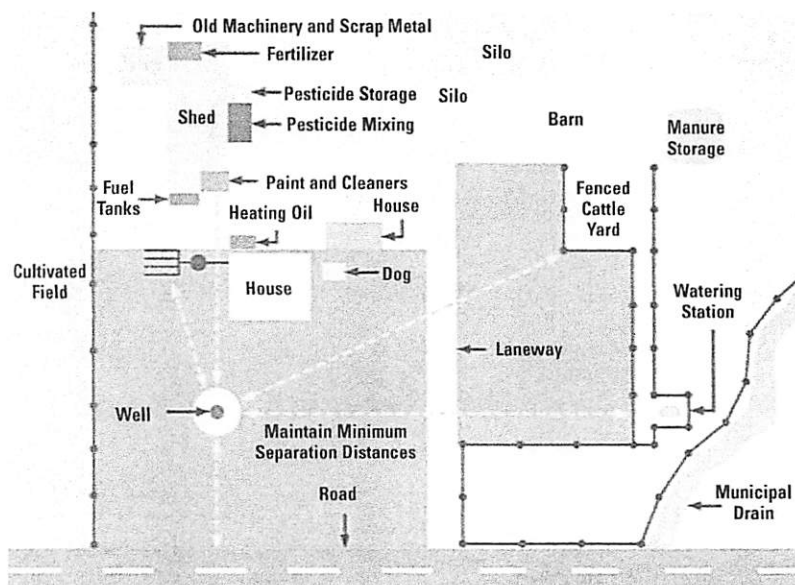 Old Machinery and Scrap Metal
Fertilizer
Silo
Pesticide Storage
Silo
Shed
Pesticide Mixing
Barn
Manure
Storage
Fuel
Tanks
Paint and Cleaners
Fenced
Cattle
Yard
Heating Oil
House
Cultivated
Field
House
Dog
Watering
Station
Laneway
Well
Maintain Minimum
Separation Distances
Road
Municipal
Drain